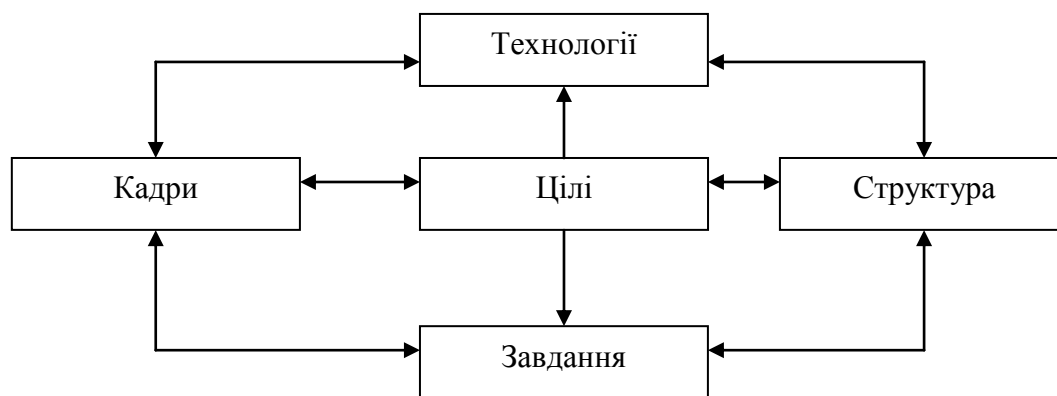 Технології
Кадри
Цілі
Структура
Завдання